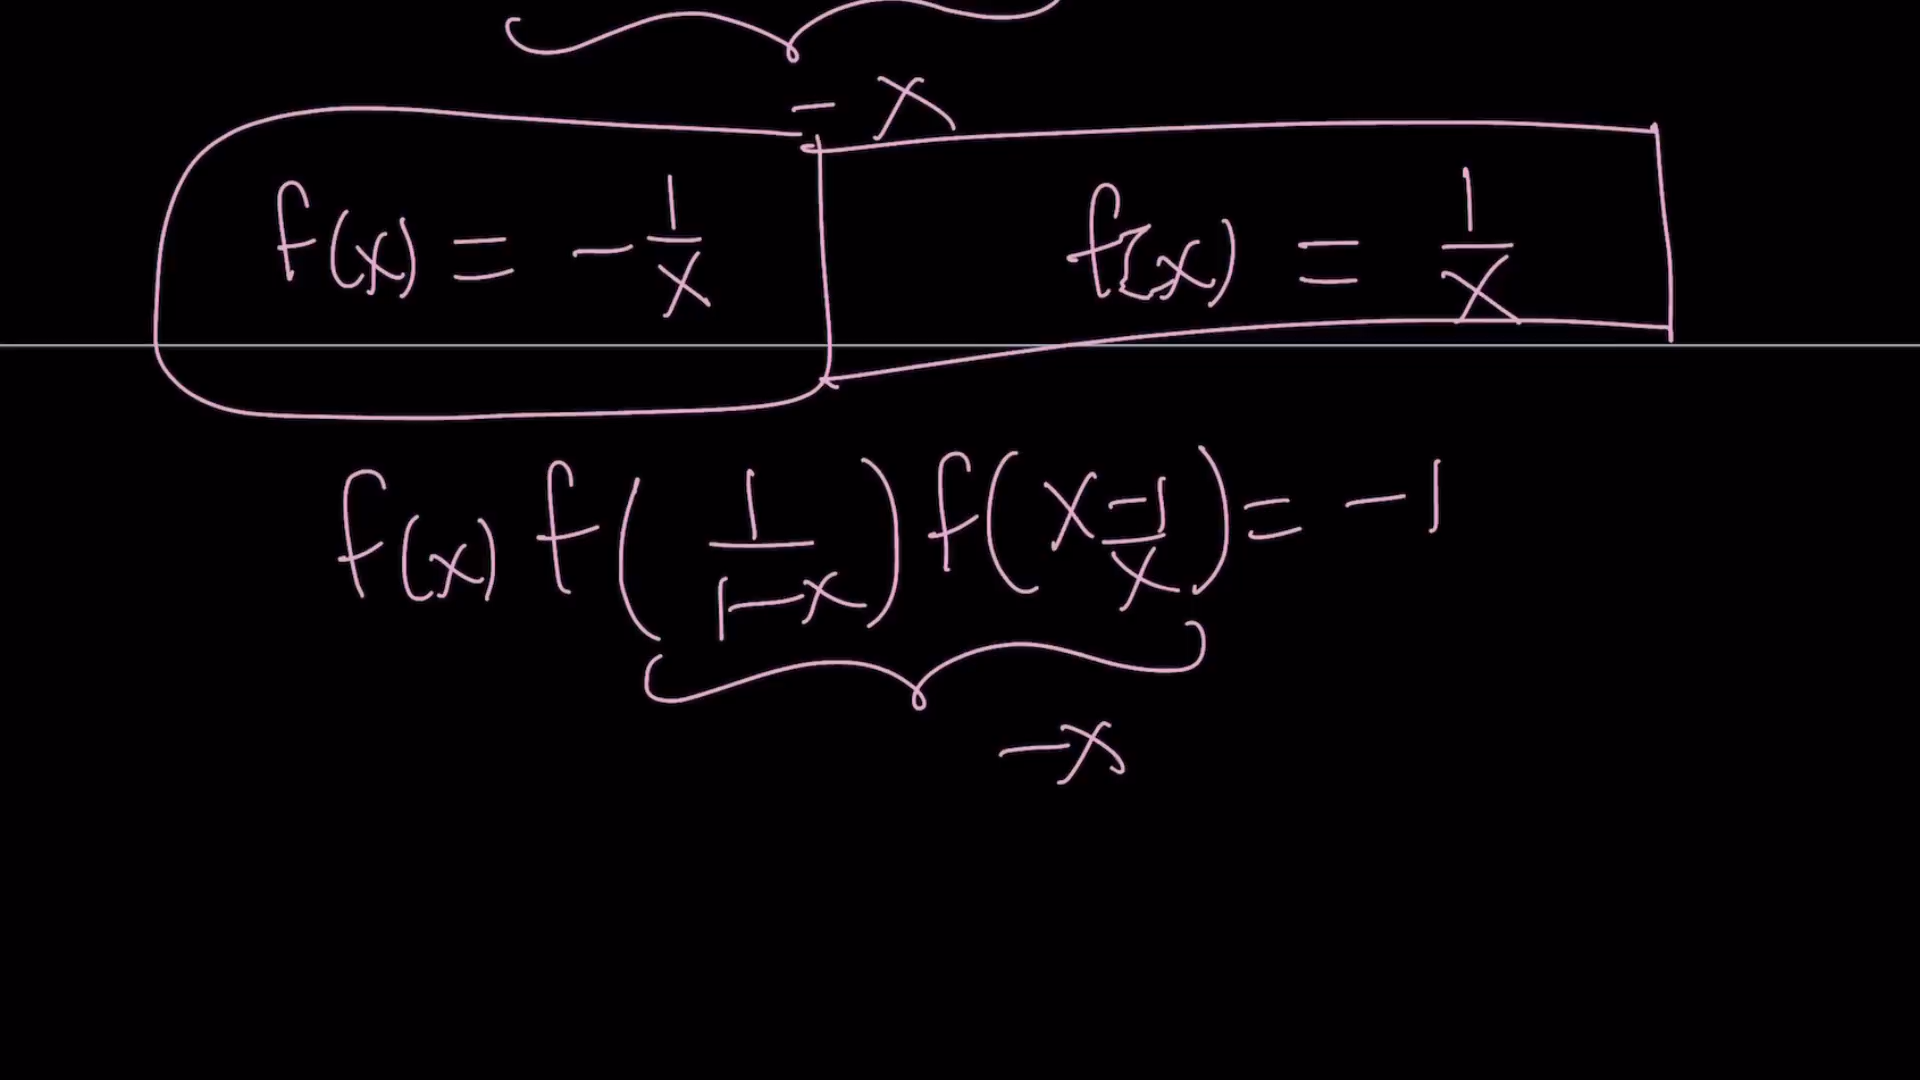 - x
f(x) = - 1/x    f(x) = 1/x
f(x) f(1/(1-x)) f((x-1)/x) = -1
-x